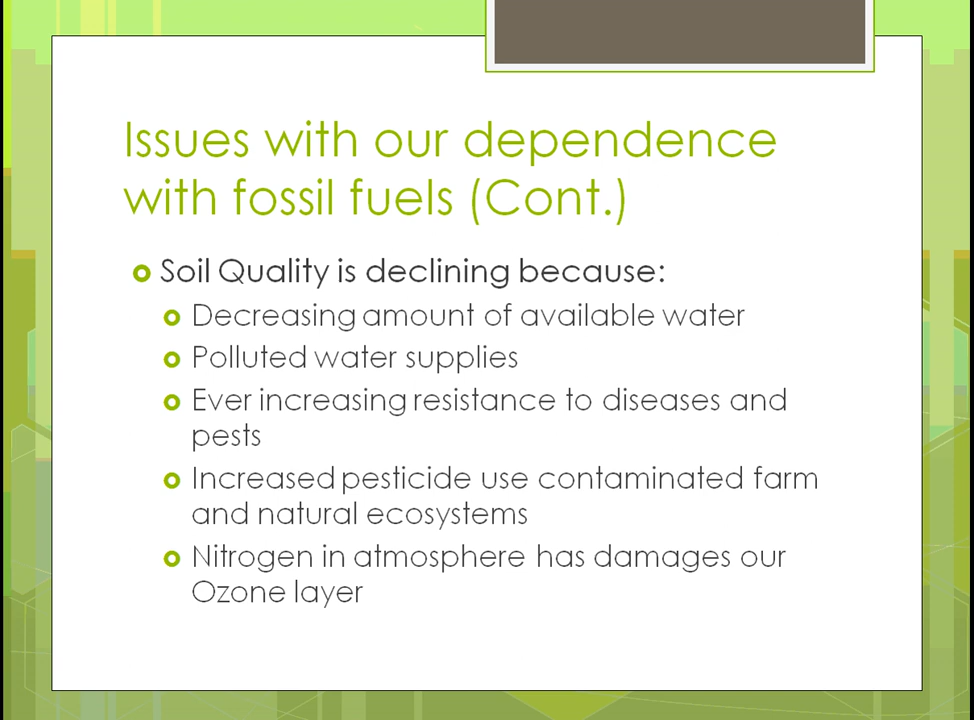 Issues with our dependence
with fossil fuels (Cont.)
Soil Quality is declining because:
Decreasing amount of available water
Polluted water supplies
Ever increasing resistance to diseases and
pests
Increased pesticide use contaminated farm
and natural ecosystems
Nitrogen in atmosphere has damages our
Ozone layer